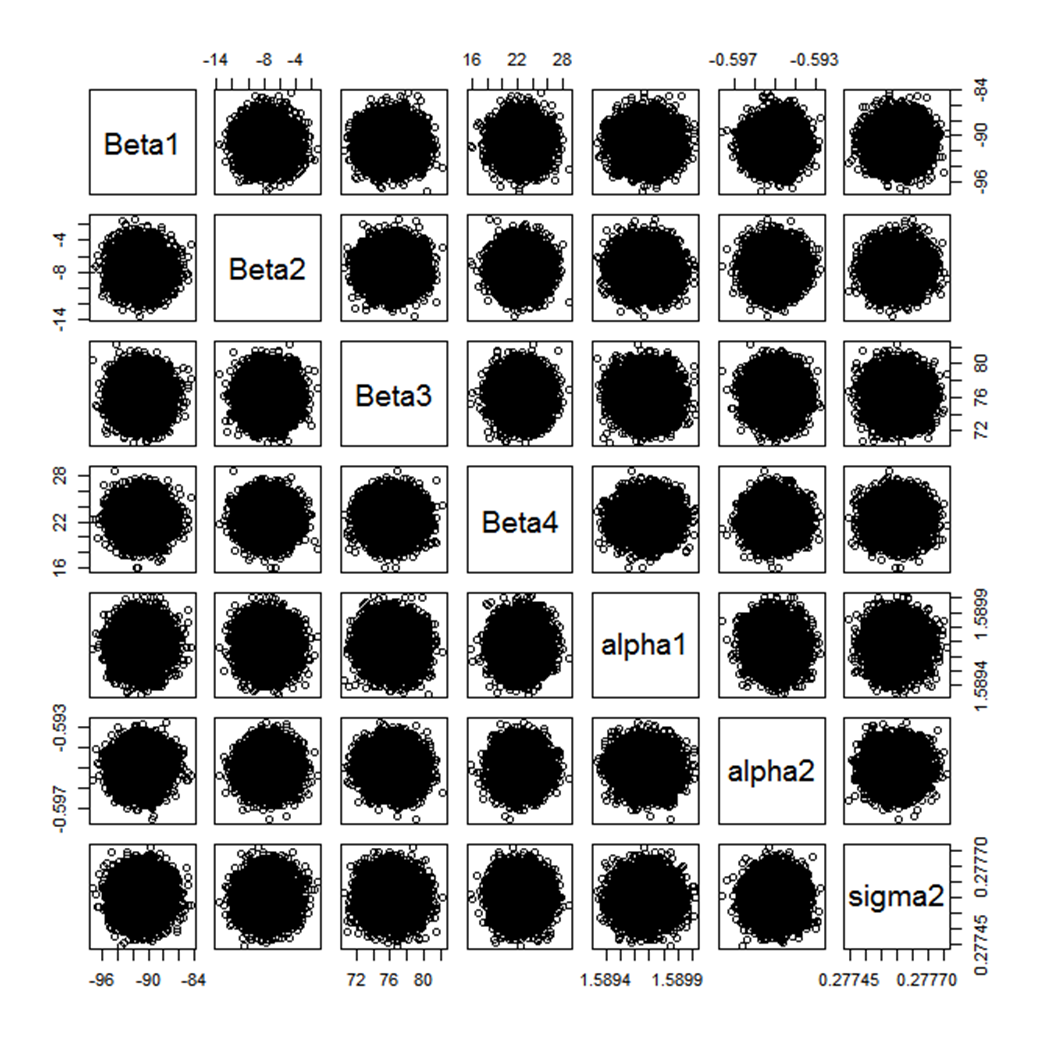 -14 -8 -4 16 22 28 -0.597 -0.593
Beta1 -84 -90 -96
-4 -8 -14 Beta2
Beta3 80 76 72
28 22 16 Beta4
alpha1 1.5899 1.5894
-0.593 -0.597 alpha2
sigma2 0.27770 0.27745
-96 -90 -84 72 76 80 1.5894 1.5899 0.27745 0.27770